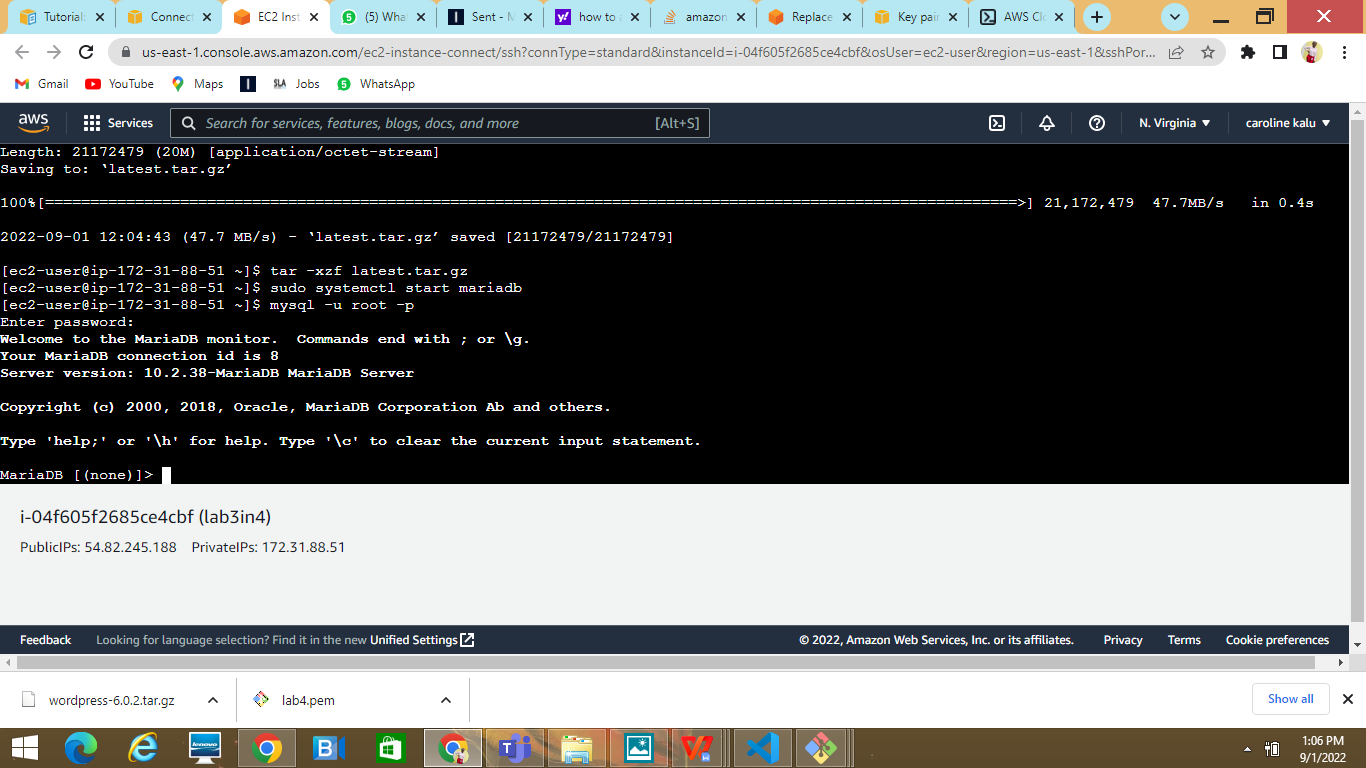 Tutorial:
Connect
EC2 Inst
(5) Wha
Sent - M
how to a
amazon
Replace
Key pair
AWS Clo
us-east-1.console.aws.amazon.com/ec2-instance-connect/ssh?connType=standard&instanceId=i-04f605f2685ce4cbf&osUser=ec2-user&region=us-east-1&sshPor...
Gmail
YouTube
Maps
SLA Jobs
WhatsApp
aws
Services
Search for services, features, blogs, docs, and more
[Alt+S]
N. Virginia
caroline kalu
Length: 21172479 (20M) [application/octet-stream]
Saving to: ‘latest.tar.gz’
100%[============================================================================================================>] 21,172,479 47.7MB/s in 0.4s
2022-09-01 12:04:43 (47.7 MB/s) - ‘latest.tar.gz’ saved [21172479/21172479]
[ec2-user@ip-172-31-88-51 ~]$ tar -xzf latest.tar.gz
[ec2-user@ip-172-31-88-51 ~]$ sudo systemctl start mariadb
[ec2-user@ip-172-31-88-51 ~]$ mysql -u root -p
Enter password:
Welcome to the MariaDB monitor. Commands end with ; or \g.
Your MariaDB connection id is 8
Server version: 10.2.38-MariaDB MariaDB Server
Copyright (c) 2000, 2018, Oracle, MariaDB Corporation Ab and others.
Type 'help;' or '\h' for help. Type '\c' to clear the current input statement.
MariaDB [(none)]>
i-04f605f2685ce4cbf (lab3in4)
PublicIPs: 54.82.245.188 PrivateIPs: 172.31.88.51
Feedback
Looking for language selection? Find it in the new Unified Settings
© 2022, Amazon Web Services, Inc. or its affiliates.
Privacy
Terms
Cookie preferences
wordpress-6.0.2.tar.gz
lab4.pem
Show all
lenovo
1:06 PM
9/1/2022